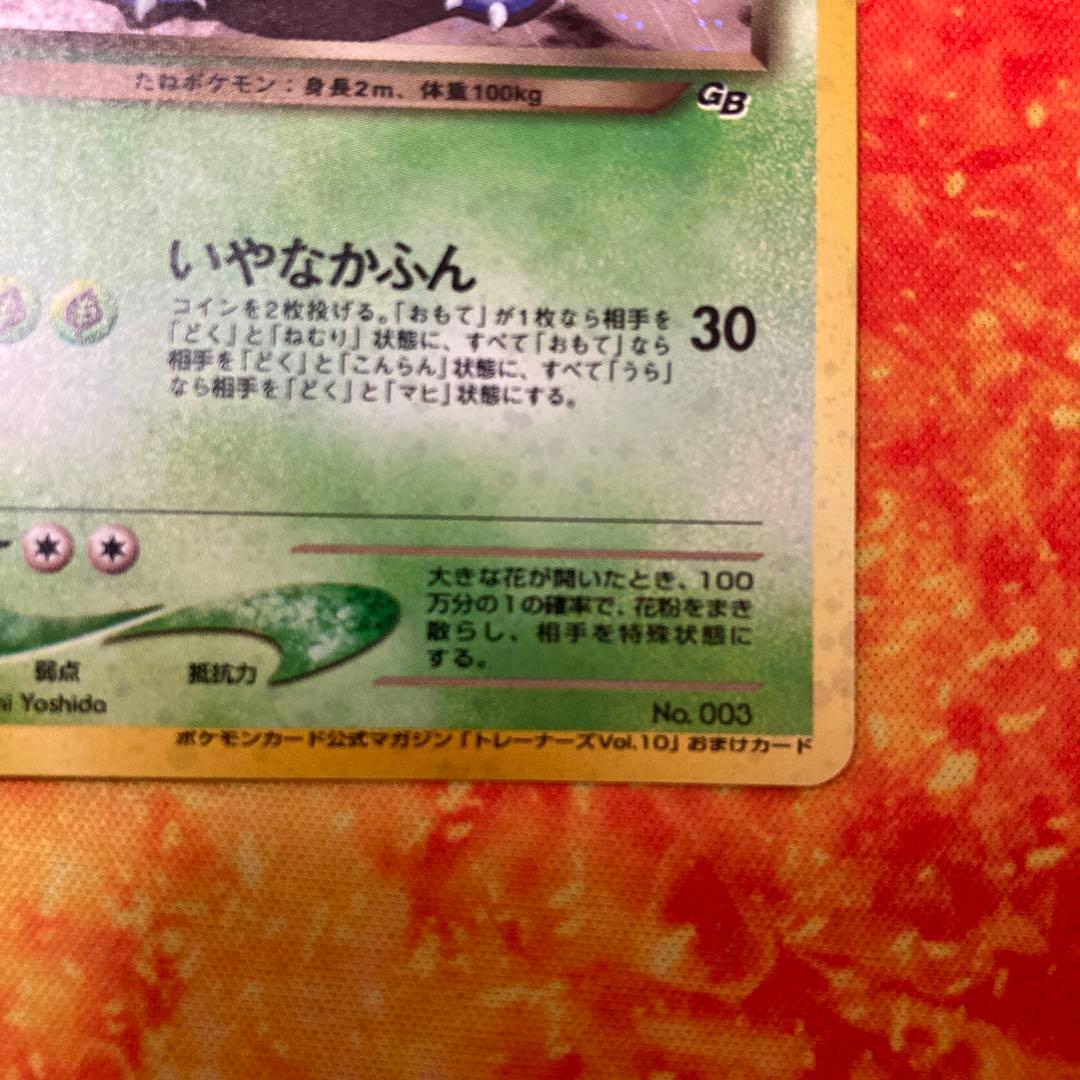 たねポケモン：身長2m、体重100kg
GB
いやなかふん
コインを2枚投げる。「おもて」が1枚なら相手を
「どく」と「ねむり」状態に、すべて「おもて」なら
相手を「どく」と「こんらん」状態に、すべて「うら」
なら相手を「どく」と「マヒ」状態にする。
30
大きな花が開いたとき、100
万分の1の確率で、花粉をまき
散らし、相手を特殊状態に
する。
弱点 抵抗力
Yoshida
No. 003
ポケモンカード公式マガジン「トレーナーズVol.10」おまけカード